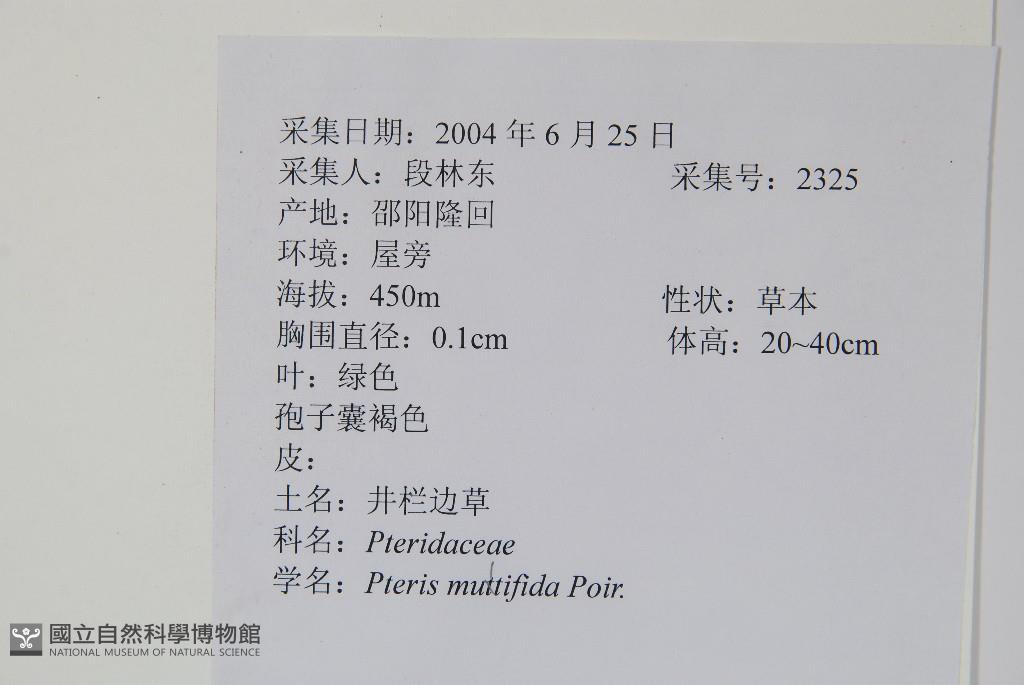 采集日期：2004 年 6 月 25 日
采集人：段林东 采集号：2325
产地：邵阳隆回
环境：屋旁
海拔：450m 性状：草本
胸围直径：0.1cm 体高：20~40cm
叶：绿色
孢子囊褐色
皮：
土名：井栏边草
科名：Pteridaceae
学名：Pteris multifida Poir.
國立自然科學博物館
NATIONAL MUSEUM OF NATURAL SCIENCE